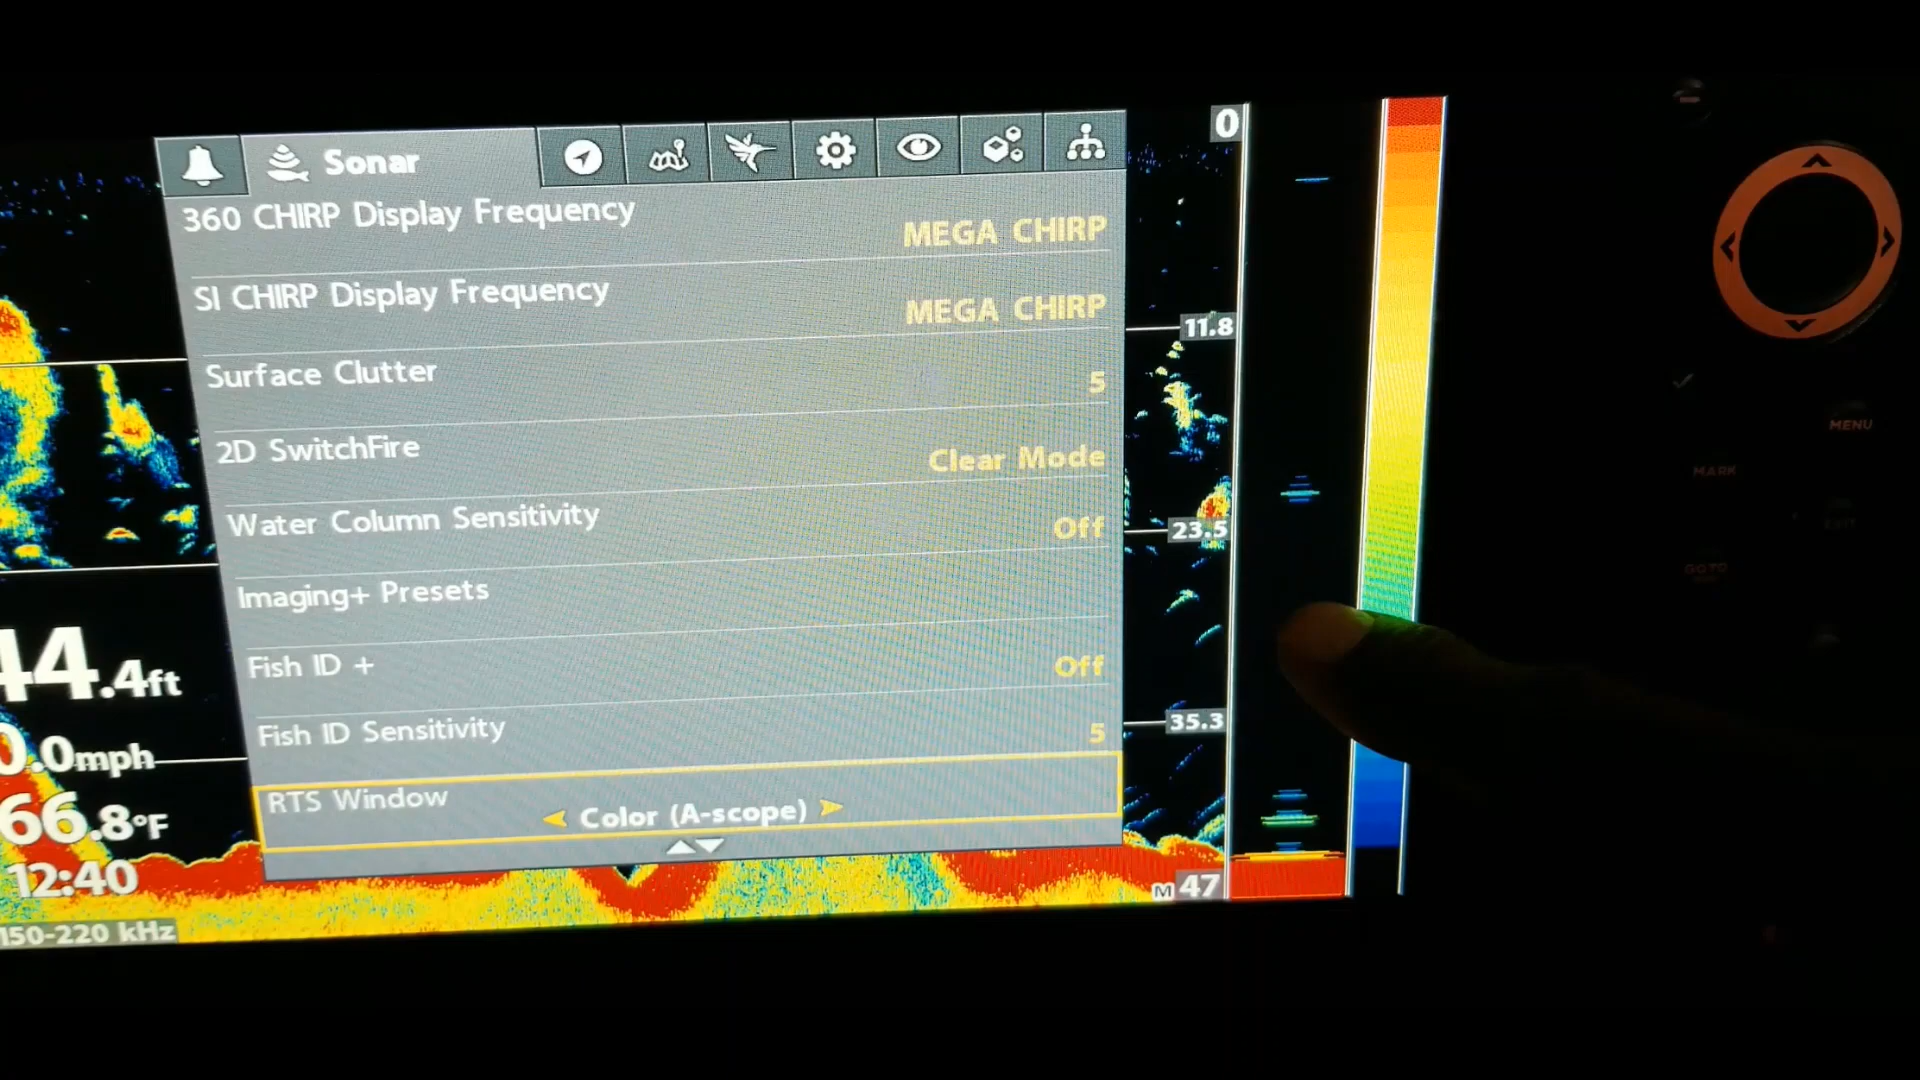 Sonar
360 CHIRP Display Frequency
MEGA CHIRP
SI CHIRP Display Frequency
MEGA CHIRP
Surface Clutter
5
2D SwitchFire
Clear Mode
Water Column Sensitivity
Off
Imaging+ Presets
Fish ID +
Off
Fish ID Sensitivity
5
RTS Window
Color (A-scope)
44.4ft
0.0mph
66.8°F
12:40
150-220 kHz
0
11.8
23.5
35.3
M 47
MENU
MARK
EXIT
GOTO